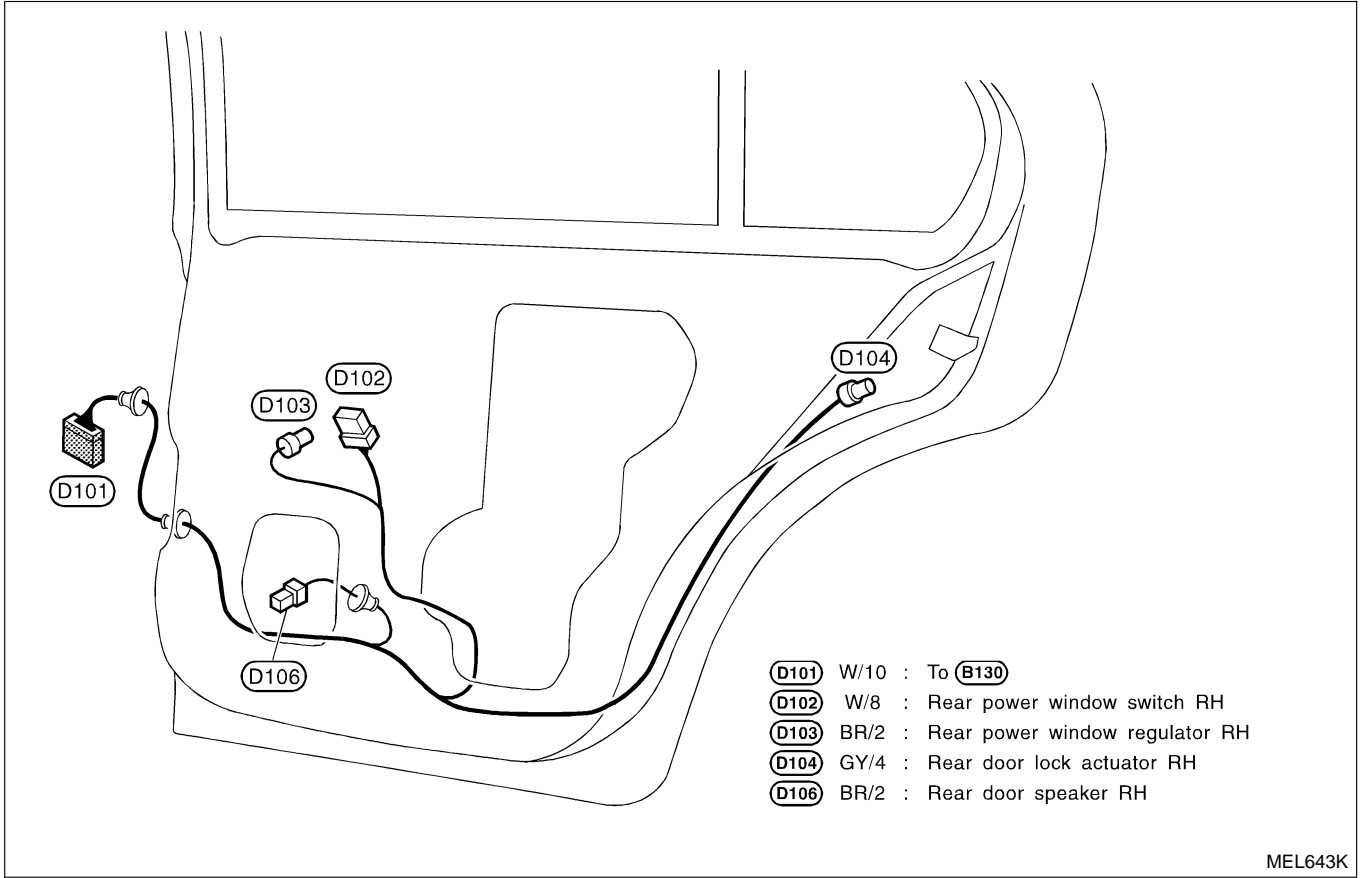 D104
D102
D103
D101
D106
D101 W/10 : To B130
D102 W/8 : Rear power window switch RH
D103 BR/2 : Rear power window regulator RH
D104 GY/4 : Rear door lock actuator RH
D106 BR/2 : Rear door speaker RH
MEL643K